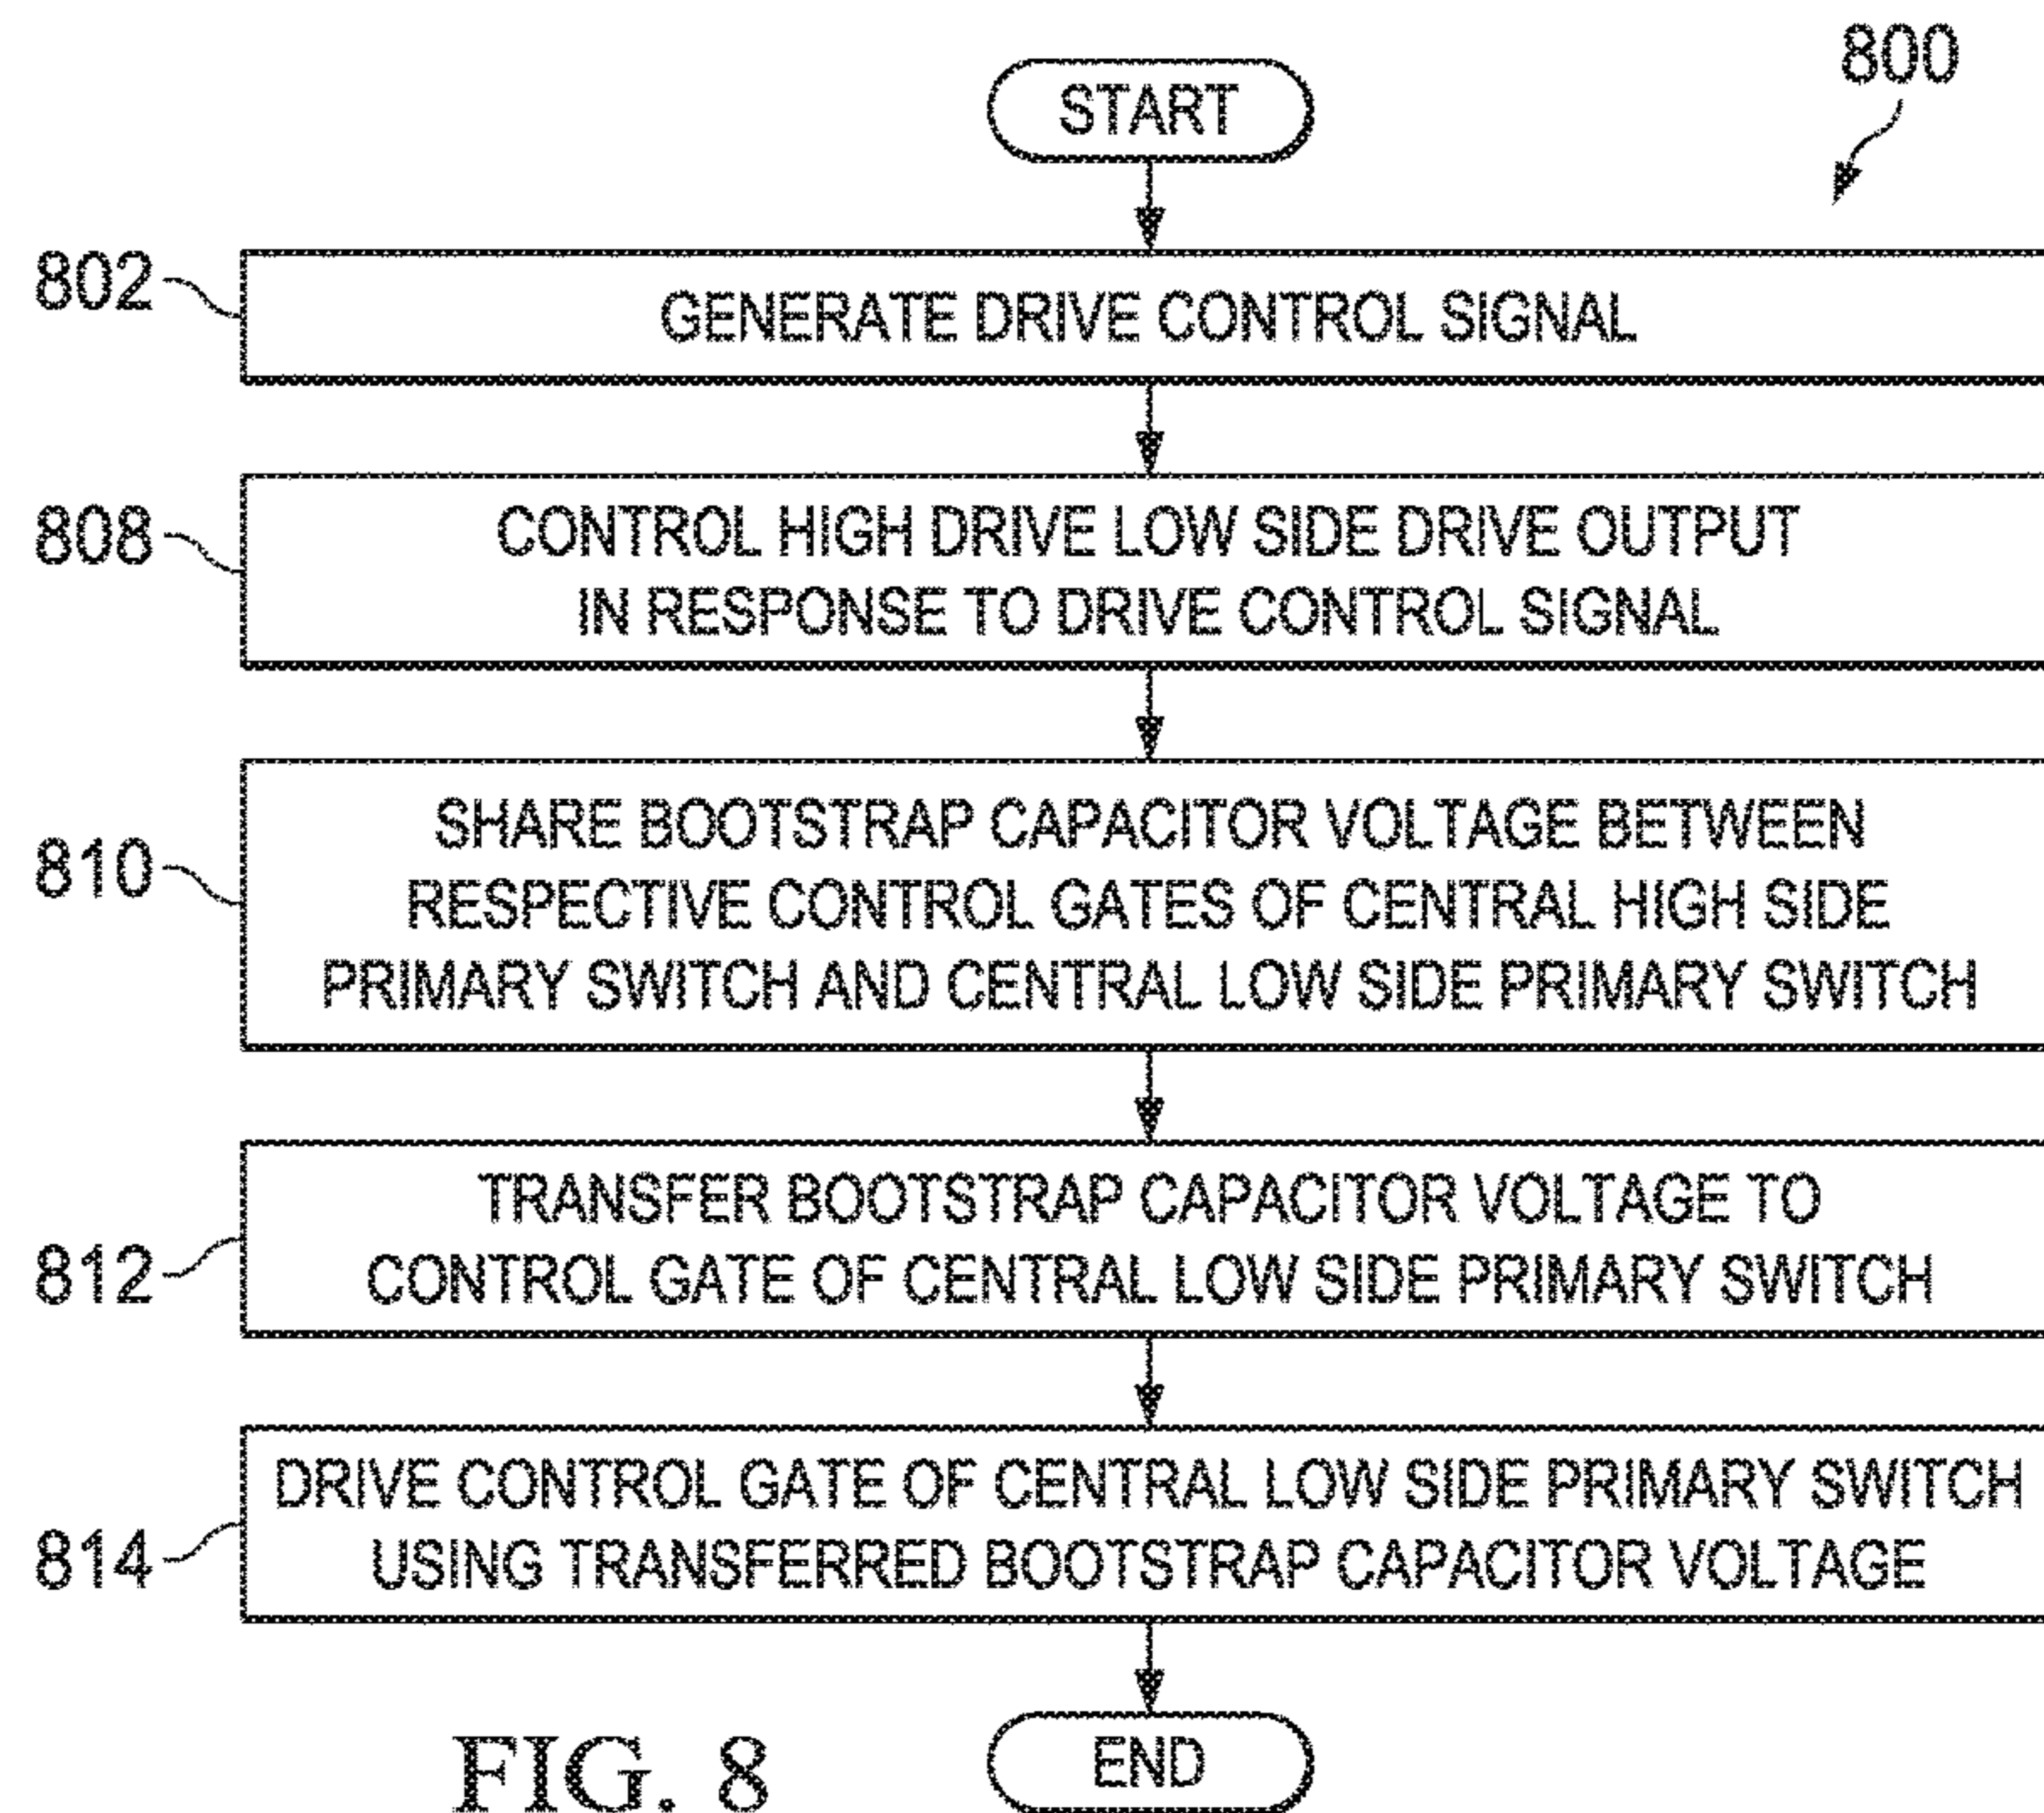 800
START
802
GENERATE DRIVE CONTROL SIGNAL
808
CONTROL HIGH DRIVE LOW SIDE DRIVE OUTPUT
IN RESPONSE TO DRIVE CONTROL SIGNAL
810
SHARE BOOTSTRAP CAPACITOR VOLTAGE BETWEEN
RESPECTIVE CONTROL GATES OF CENTRAL HIGH SIDE
PRIMARY SWITCH AND CENTRAL LOW SIDE PRIMARY SWITCH
812
TRANSFER BOOTSTRAP CAPACITOR VOLTAGE TO
CONTROL GATE OF CENTRAL LOW SIDE PRIMARY SWITCH
814
DRIVE CONTROL GATE OF CENTRAL LOW SIDE PRIMARY SWITCH
USING TRANSFERRED BOOTSTRAP CAPACITOR VOLTAGE
END
FIG. 8